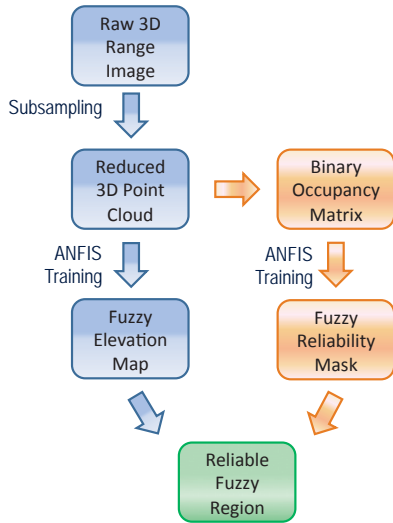 Raw 3D
Range
Image
Subsampling
Reduced
3D Point
Cloud
Binary
Occupancy
Matrix
ANFIS
Training
ANFIS
Training
Fuzzy
Elevation
Map
Fuzzy
Reliability
Mask
Reliable
Fuzzy
Region